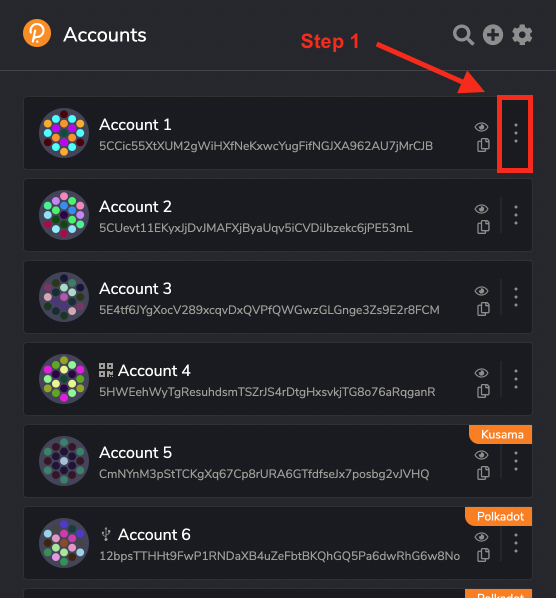 Accounts
Step 1
Account 1
5CCic55XtXUM2gWiHXfNeKxwcYugFifNGJXA962AU7jMrCJB
Account 2
5CUevt11EKyxJjDvJMAFXjByaUqv5iCVDiJbzekc6jPE53mL
Account 3
5E4tf6JYgXocV289xcqvDxQVPfQWGwzGLGnge3Zs9E2r8FCM
Account 4
5HWEehWyTgResuhdsmTSZrJS4rDtgHxsvkjTG8o76aRqganR
Kusama
Account 5
CmNYnM3pStTCKgXq67Cp8rURA6GTfdfseJx7posbg2vJVHQ
Polkadot
Account 6
12bpsTTHHt9FwP1RNDaXB4uZeFbtBKQhGQ5Pa6dwRhG6w8No
Polkadot